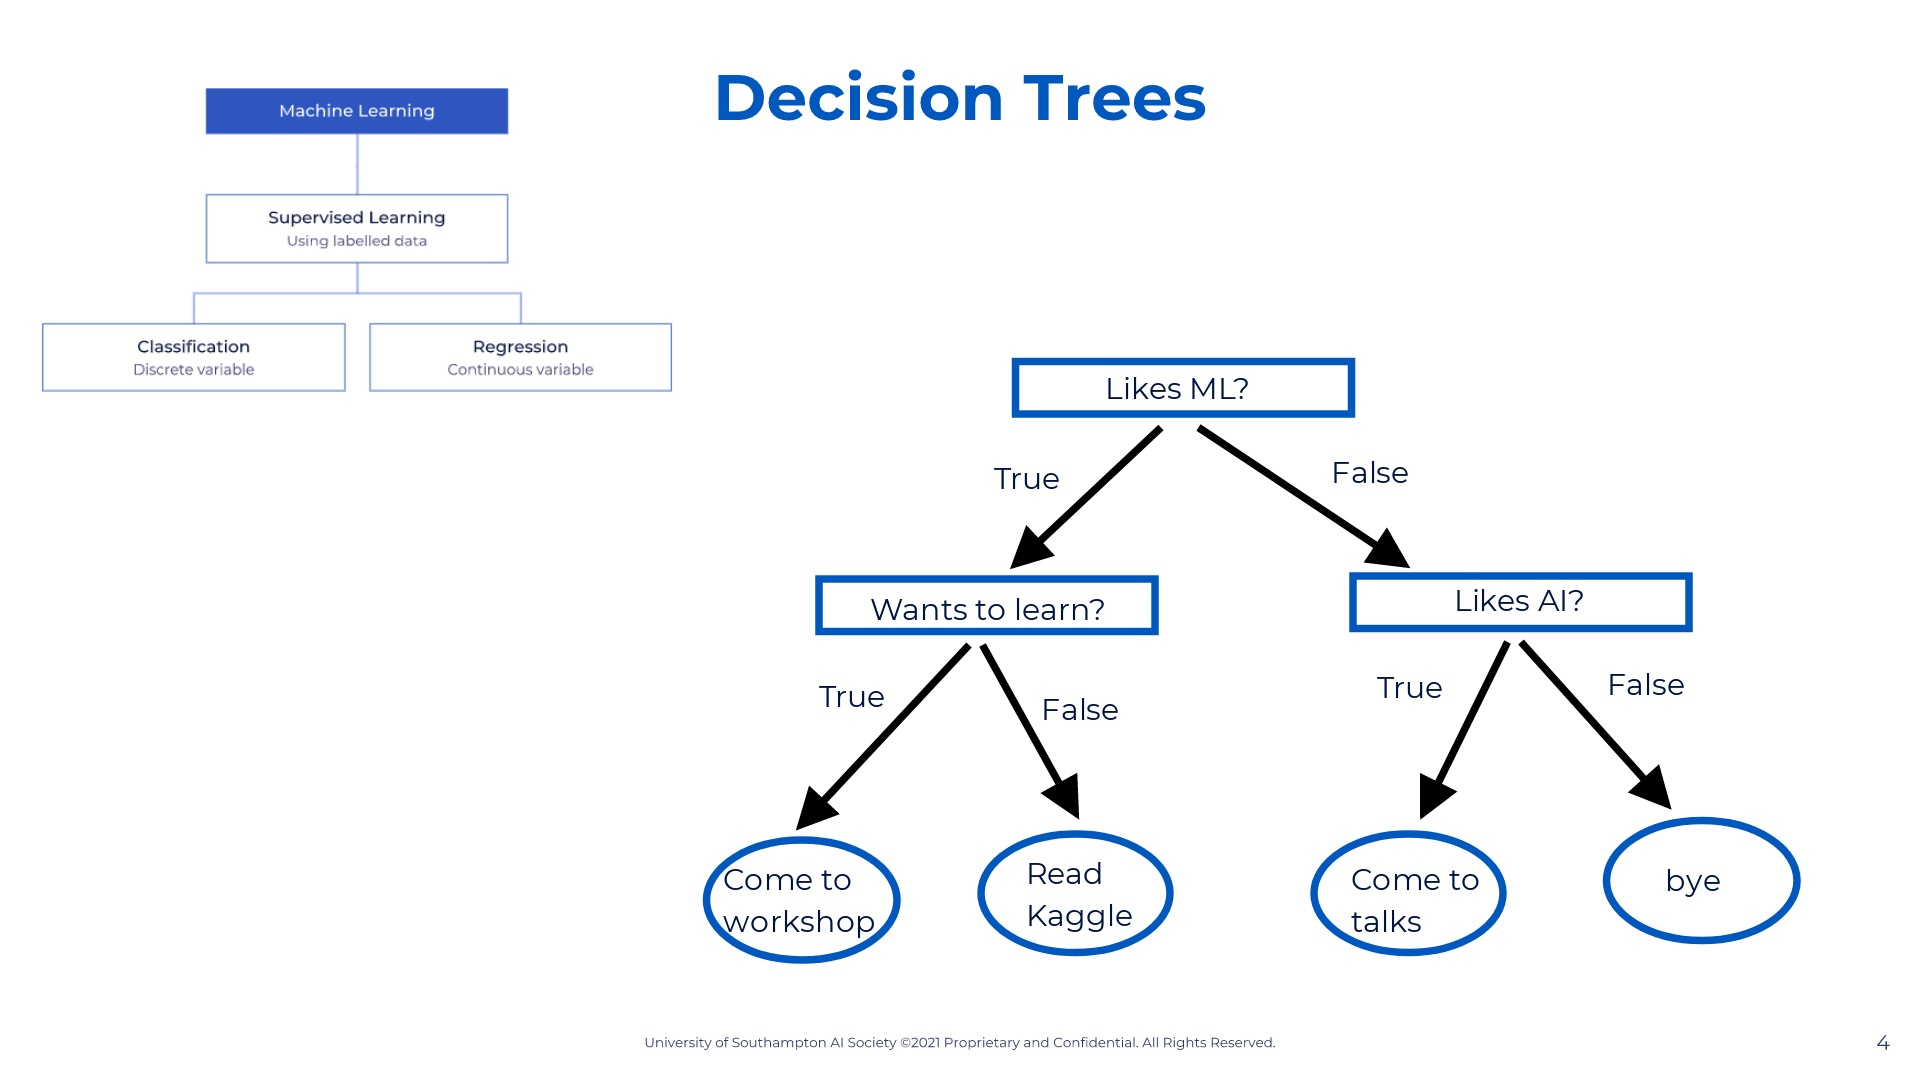 Decision Trees
Machine Learning
Supervised Learning
Using labelled data
Classification
Discrete variable
Regression
Continuous variable
Likes ML?
True
False
Wants to learn?
Likes AI?
True
False
True
False
Come to
workshop
Read
Kaggle
Come to
talks
bye
University of Southampton AI Society ©2021 Proprietary and Confidential. All Rights Reserved.
4